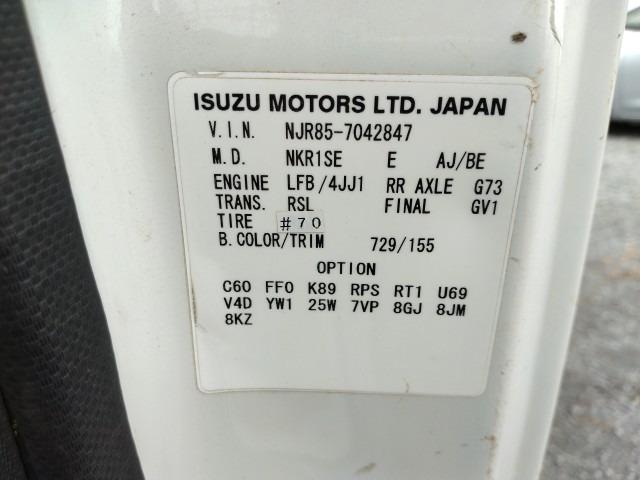 ISUZU MOTORS LTD. JAPAN
V.I.N. NJR85-7042847
M.D. NKR1SE E AJ/BE
ENGINE LFB/4JJ1 RR AXLE G73
TRANS. RSL FINAL GV1
TIRE #70
B.COLOR/TRIM 729/155
OPTION
C60 FF0 K89 RPS RT1 U69
V4D YW1 25W 7VP 8GJ 8JM
8KZ